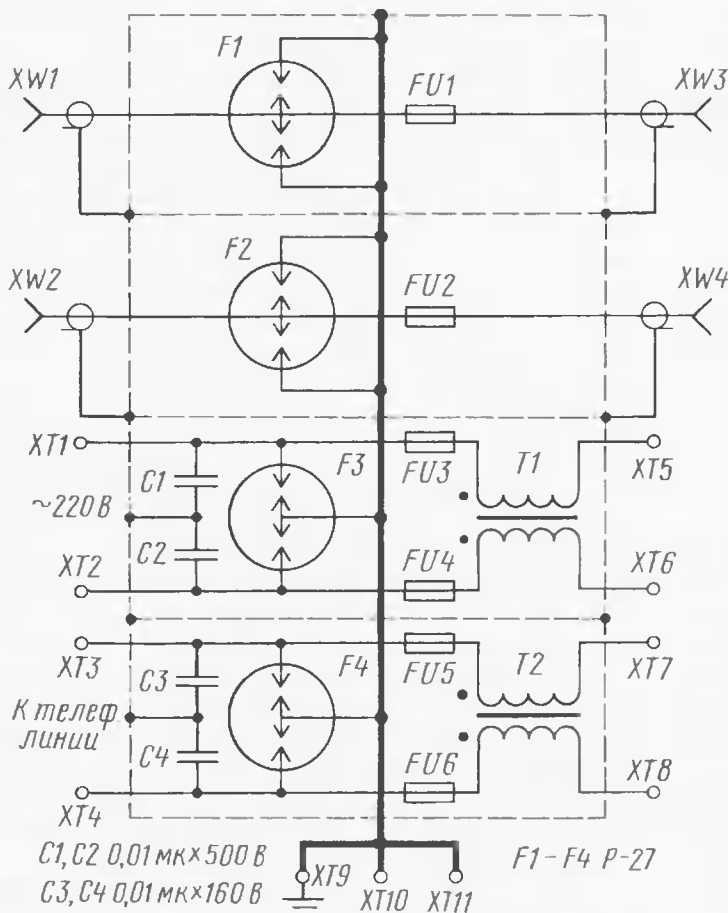 F1
XW1
FU1
XW3
F2
XW2
FU2
XW4
XT1
C1
F3
FU3
T1
XT5
~220 В
C2
XT2
FU4
XT6
XT3
C3
F4
FU5
T2
XT7
К телеф.
линии
C4
XT4
FU6
XT8
C1, C2 0,01 мк×500 В
C3, C4 0,01 мк×160 В
XT9
XT10
XT11
F1 – F4 Р-27